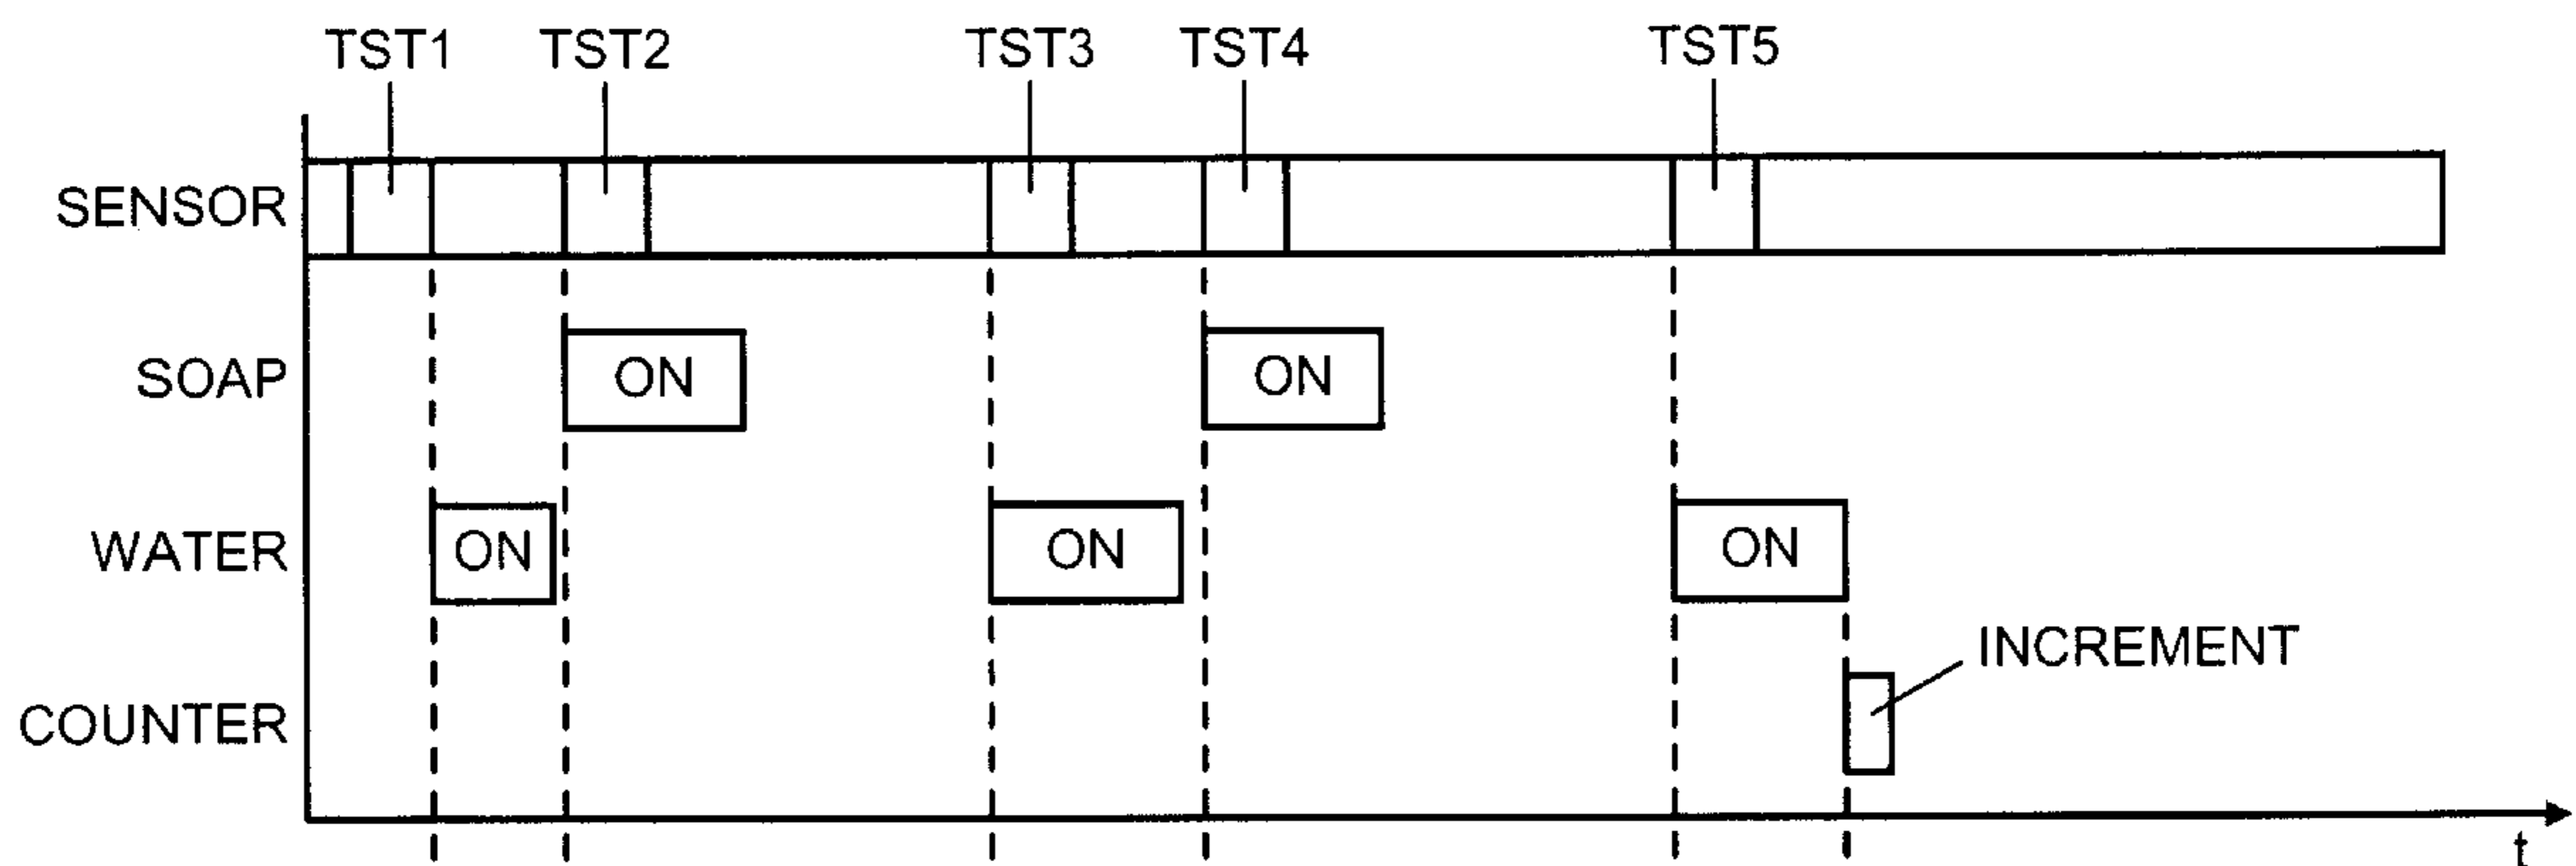 TST1 TST2 TST3 TST4 TST5
SENSOR
SOAP ON ON
WATER ON ON ON
INCREMENT
COUNTER
t